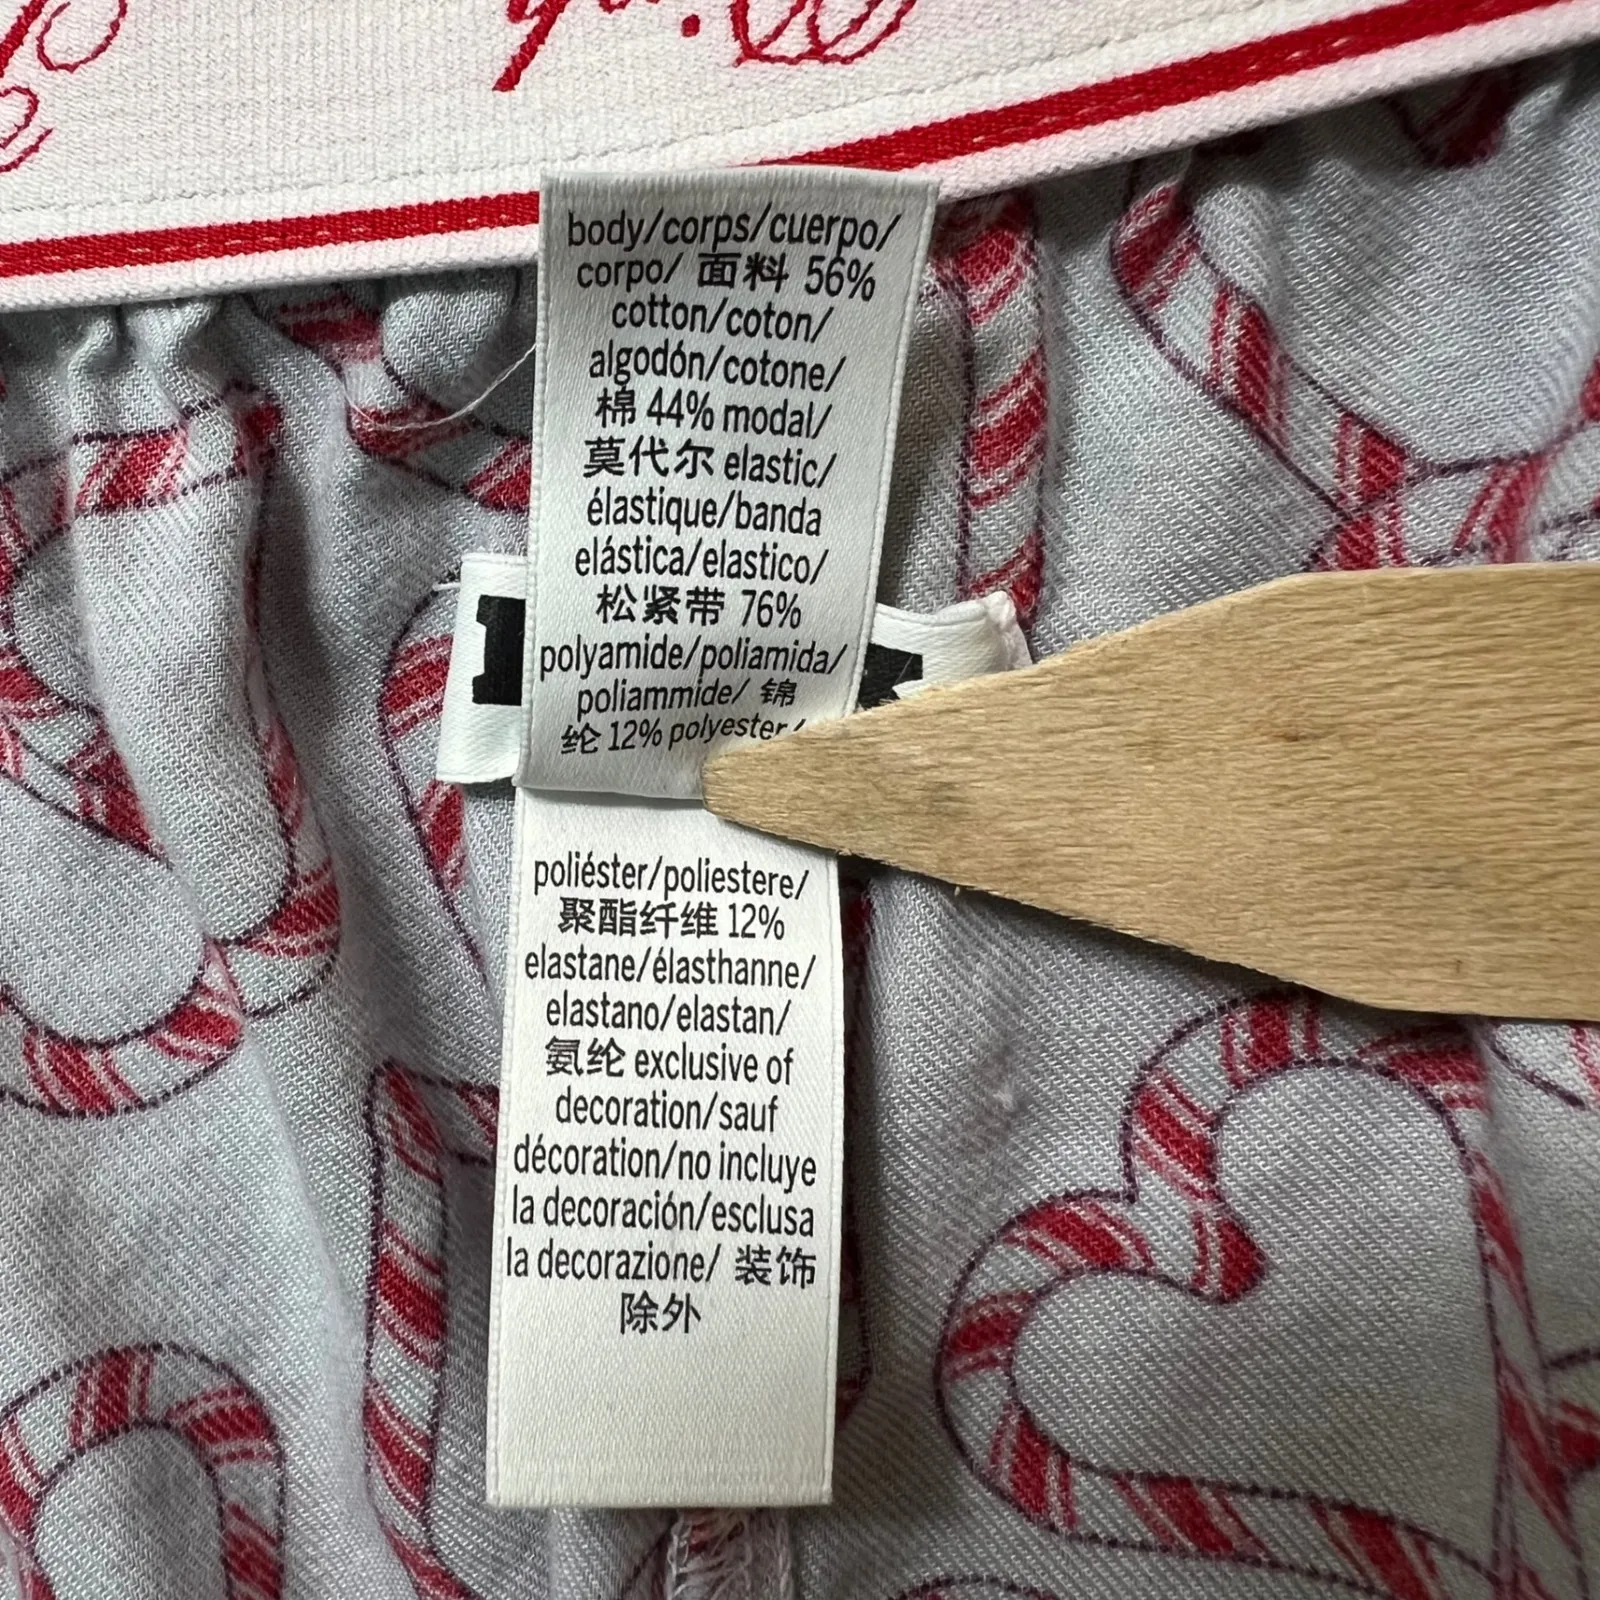 body/corps/cuerpo/
corpo/ 面料 56%
cotton/coton/
algodón/cotone/
棉 44% modal/
莫代尔 elastic/
élastique/banda
elástica/elastico/
松紧带 76%
polyamide/poliamida/
poliammide/ 锦
纶 12% polyester/
poliéster/poliestere/
聚酯纤维 12%
elastane/élasthanne/
elastano/elastan/
氨纶 exclusive of
decoration/sauf
décoration/no incluye
la decoración/esclusa
la decorazione/ 装饰
除外